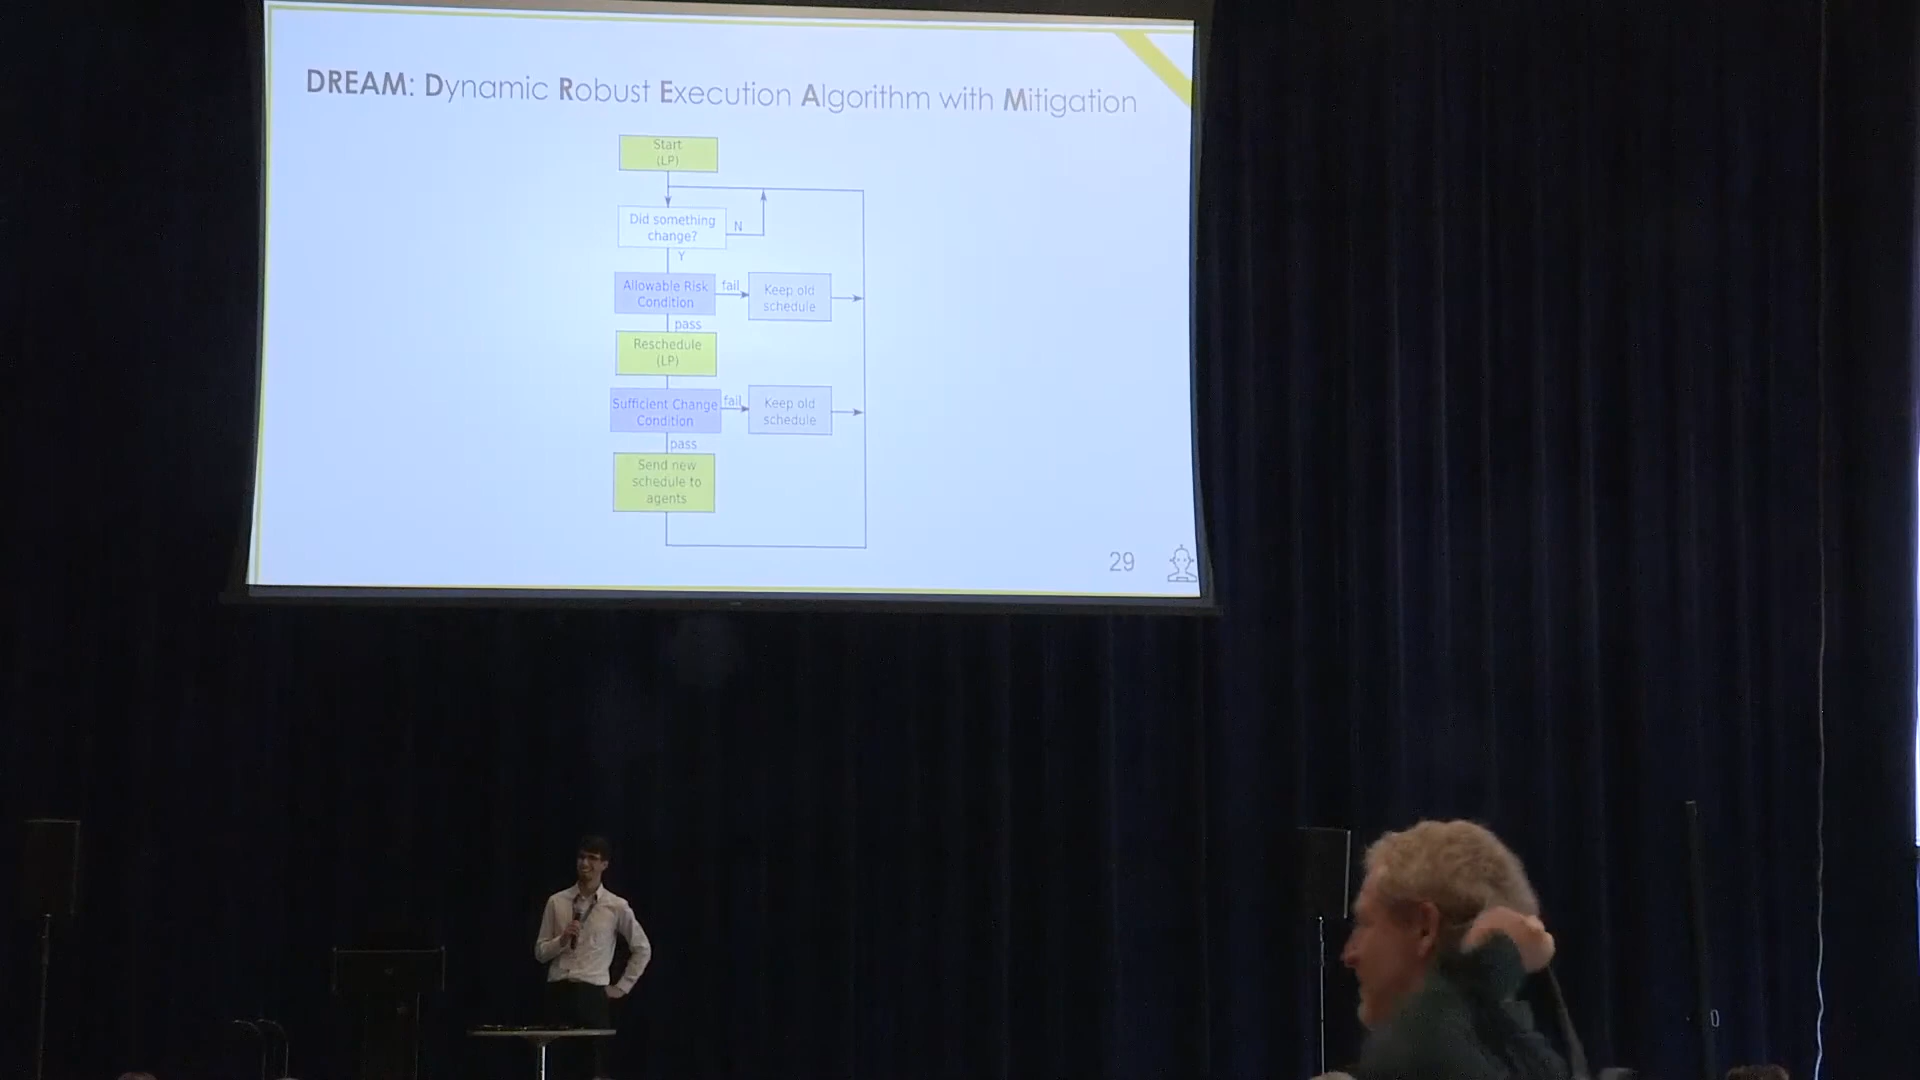 DREAM: Dynamic Robust Execution Algorithm with Mitigation
Start
(LP)
Did something
change?
N
Y
Allowable Risk
Condition
fail
Keep old
schedule
pass
Reschedule
(LP)
Sufficient Change
Condition
fail
Keep old
schedule
pass
Send new
schedule to
agents
29